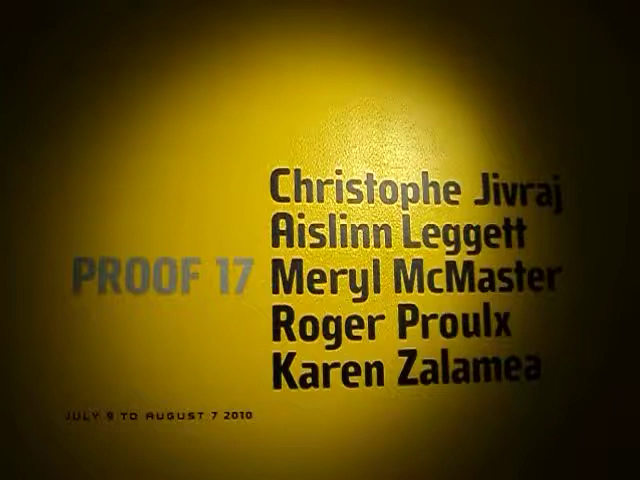 Christophe Jivraj
Aislinn Leggett
PROOF 17 Meryl McMaster
Roger Proulx
Karen Zalamea
JULY 9 TO AUGUST 7 2010